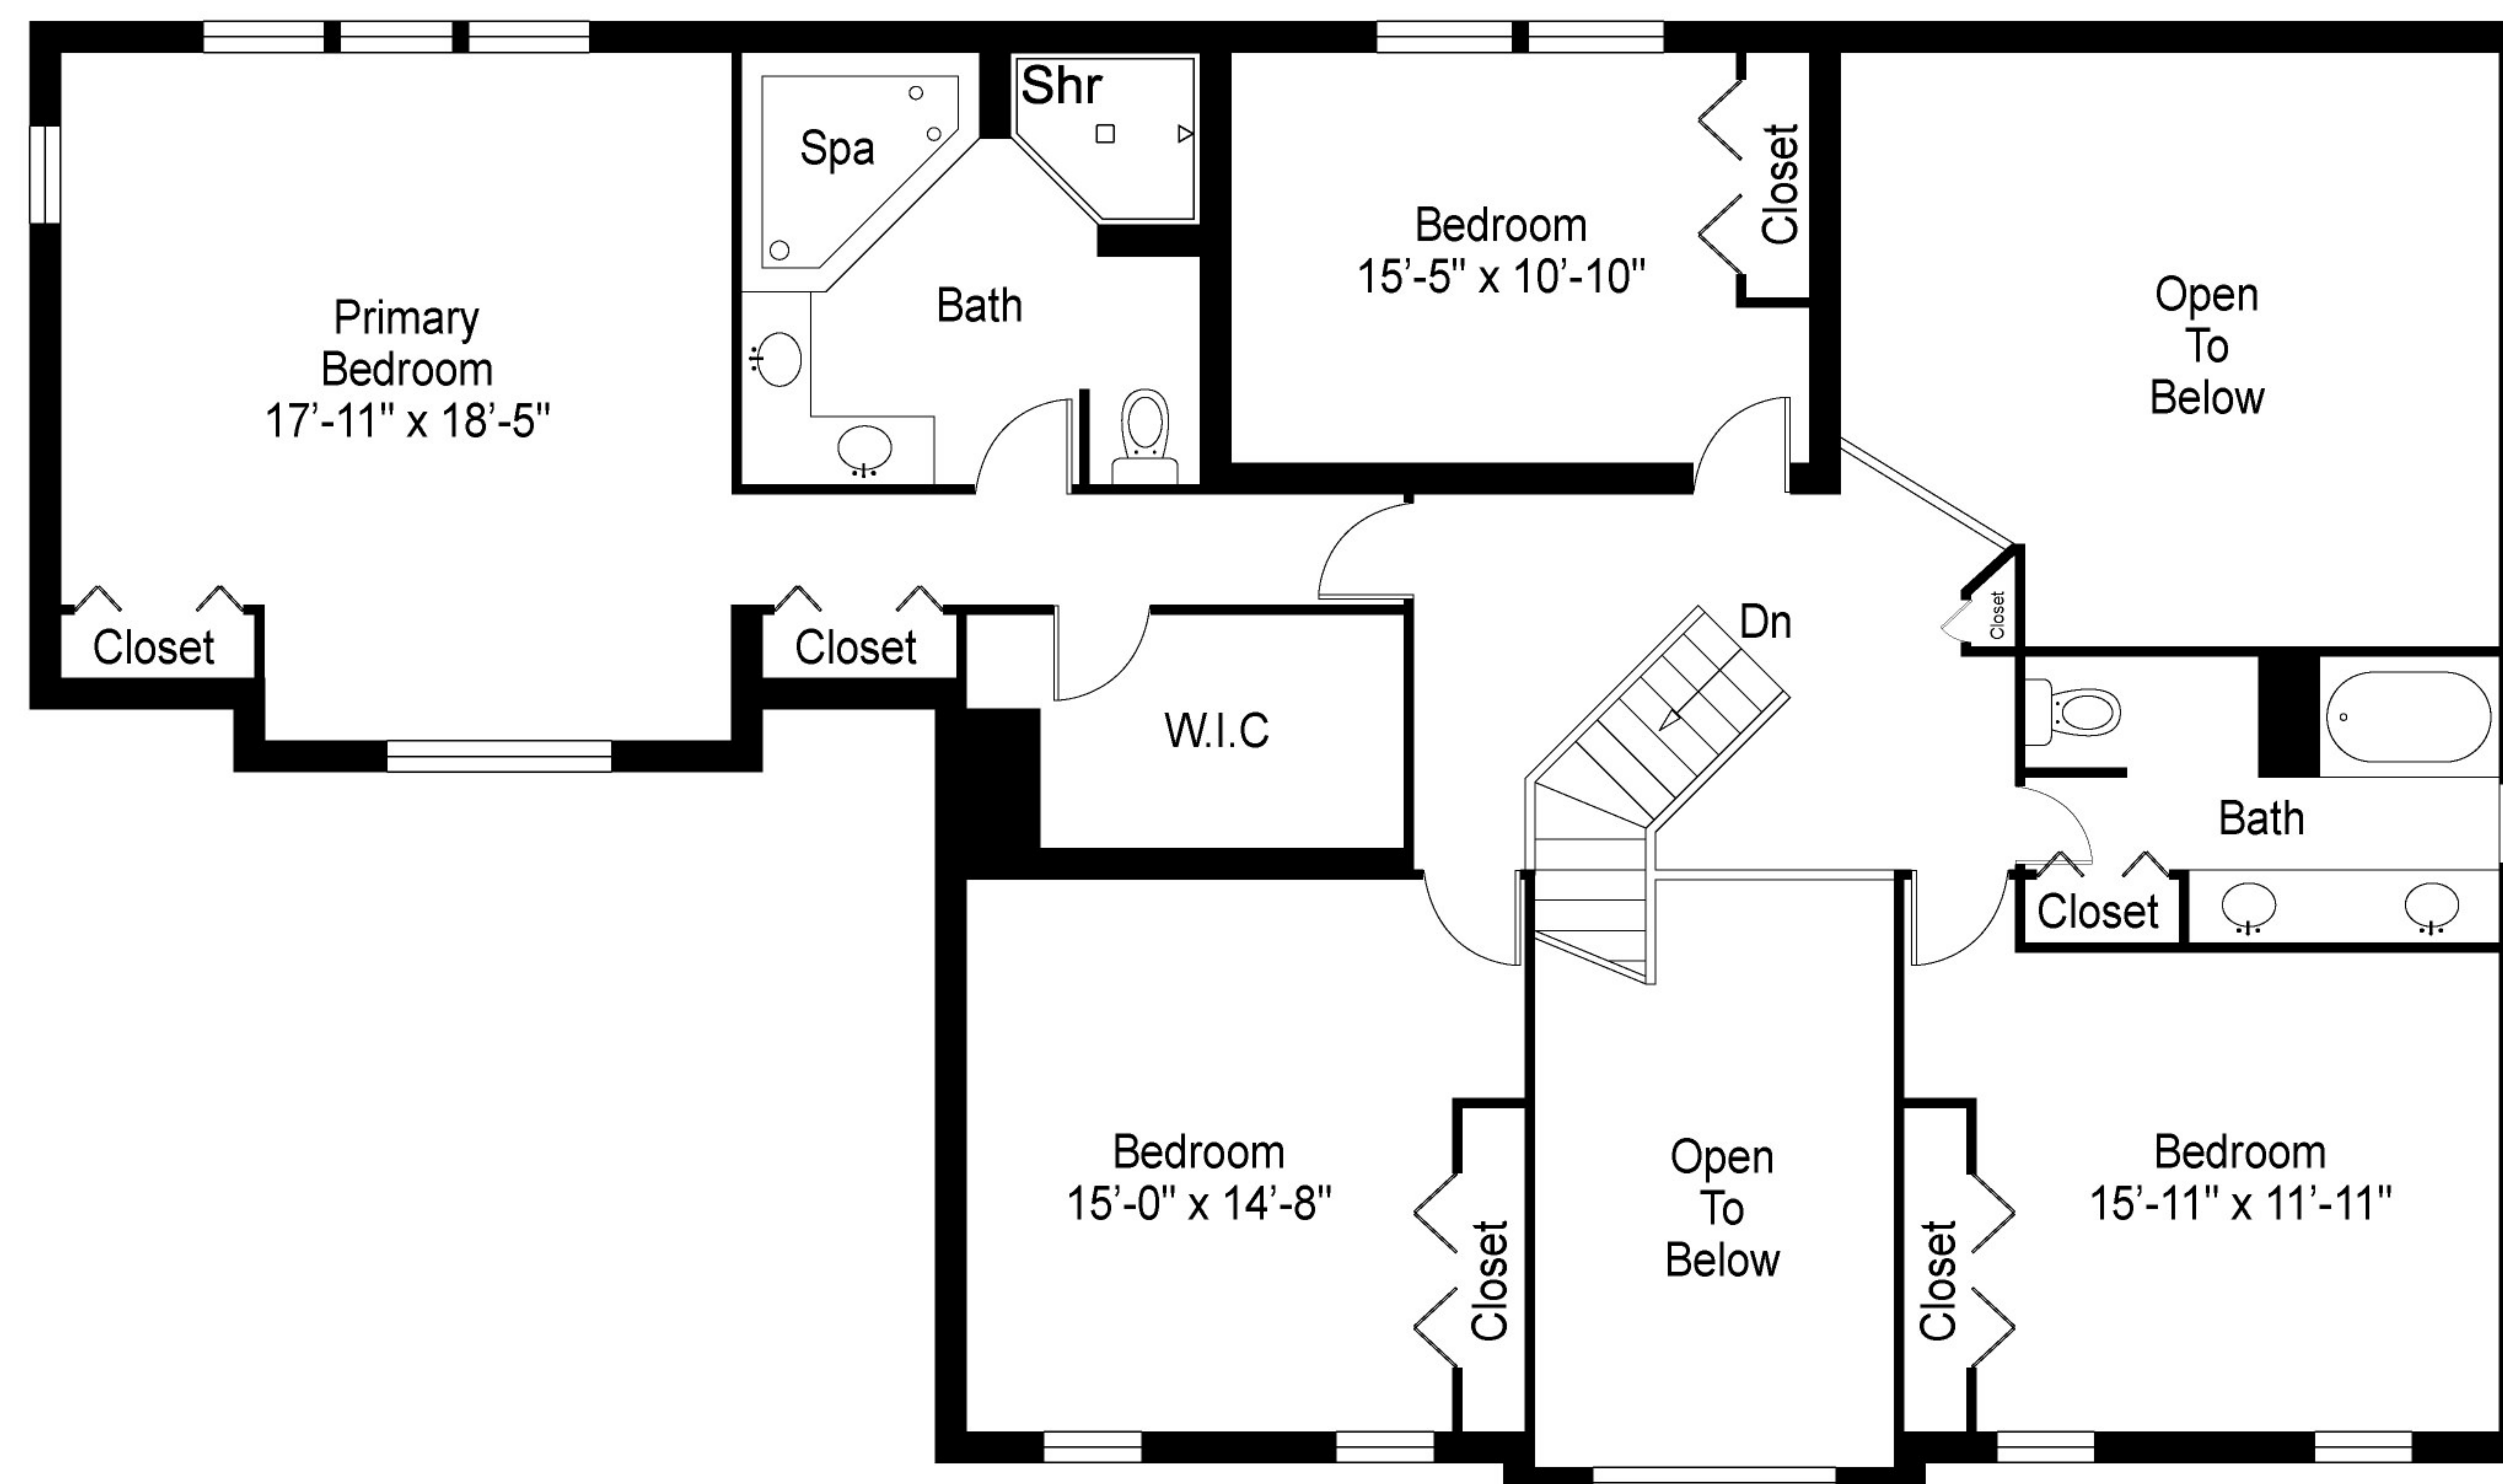 Shr
Spa
Closet
Bedroom
15'-5" x 10'-10"
Open
To
Below
Bath
Primary
Bedroom
17'-11" x 18'-5"
Closet
Closet
W.I.C
Dn
Closet
Bath
Closet
Bedroom
15'-0" x 14'-8"
Closet
Open
To
Below
Closet
Bedroom
15'-11" x 11'-11"